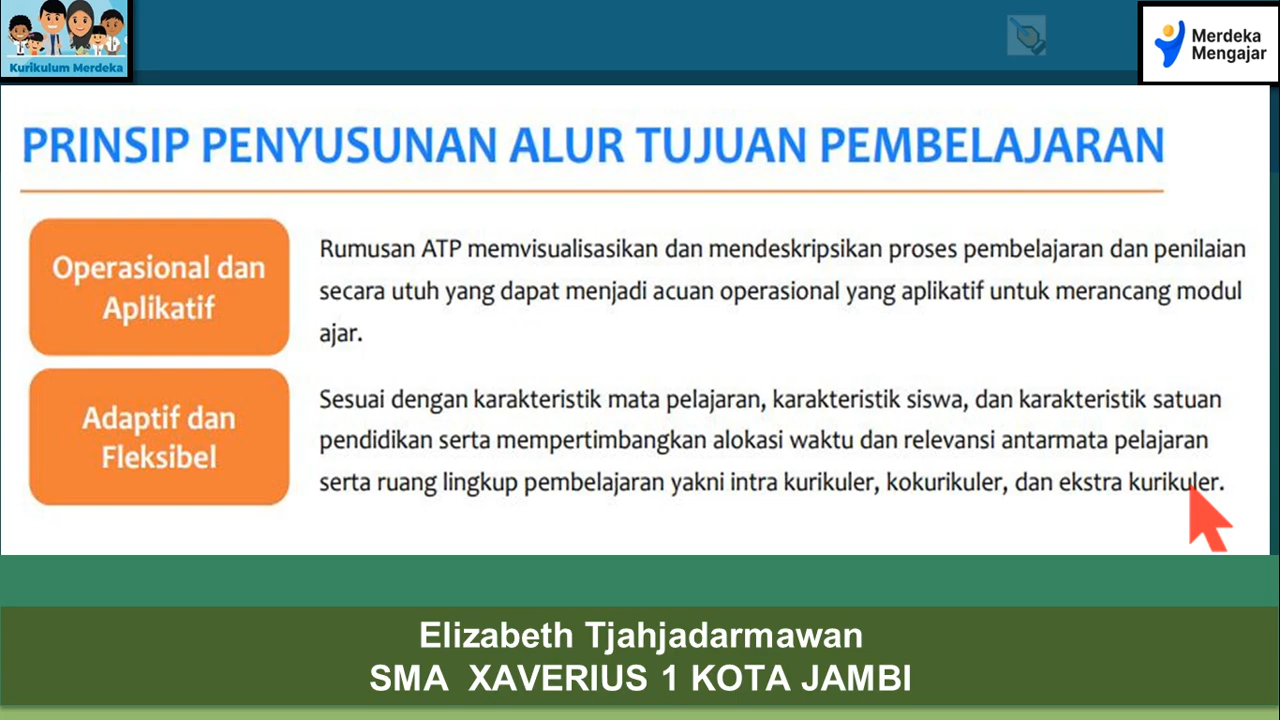 Kurikulum Merdeka
Merdeka
Mengajar
PRINSIP PENYUSUNAN ALUR TUJUAN PEMBELAJARAN
Operasional dan
Aplikatif
Rumusan ATP memvisualisasikan dan mendeskripsikan proses pembelajaran dan penilaian
secara utuh yang dapat menjadi acuan operasional yang aplikatif untuk merancang modul
ajar.
Adaptif dan
Fleksibel
Sesuai dengan karakteristik mata pelajaran, karakteristik siswa, dan karakteristik satuan
pendidikan serta mempertimbangkan alokasi waktu dan relevansi antarmata pelajaran
serta ruang lingkup pembelajaran yakni intra kurikuler, kokurikuler, dan ekstra kurikuler.
Elizabeth Tjahjadarmawan
SMA  XAVERIUS 1 KOTA JAMBI